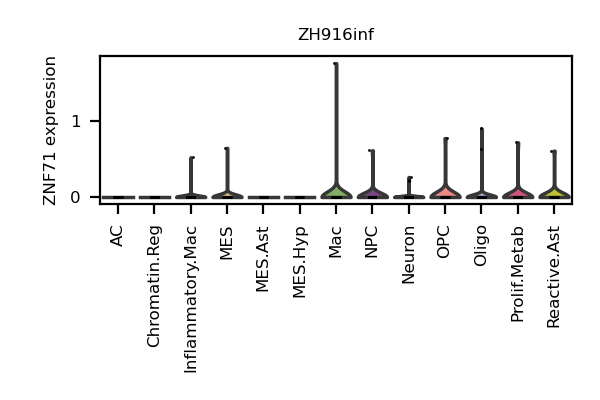 ZH916inf
ZNF71 expression
1
0
AC
Chromatin.Reg
Inflammatory.Mac
MES
MES.Ast
MES.Hyp
Mac
NPC
Neuron
OPC
Oligo
Prolif.Metab
Reactive.Ast